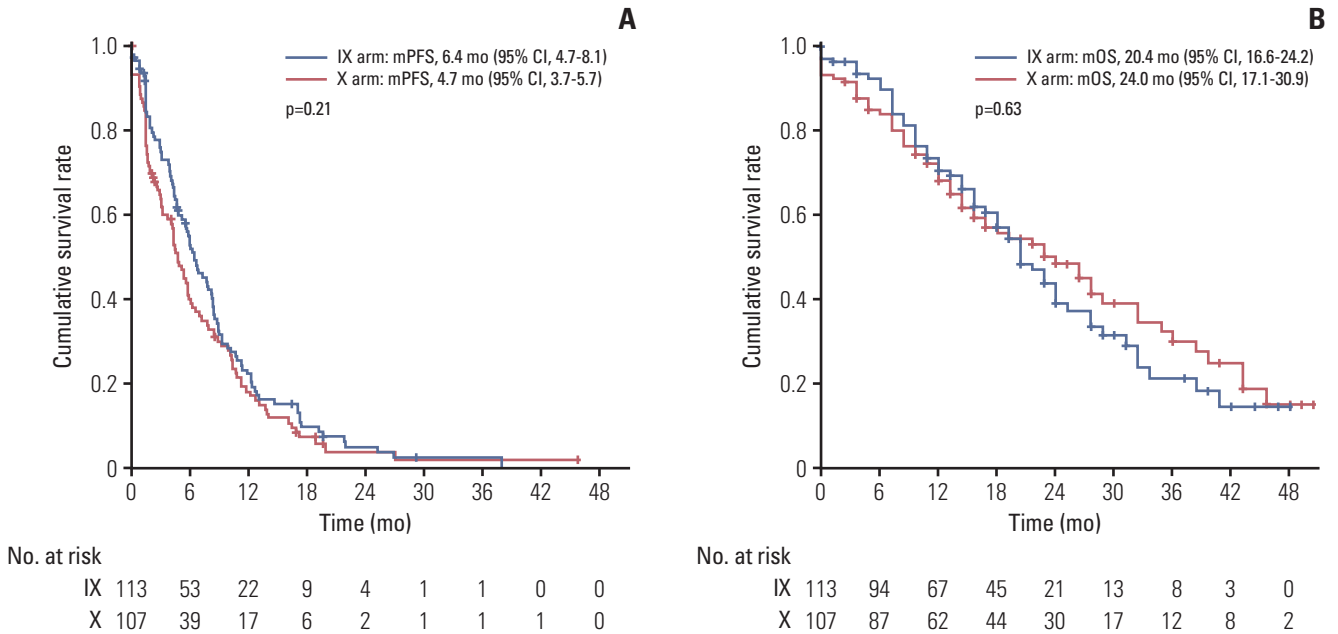 A
IX arm: mPFS, 6.4 mo (95% CI, 4.7-8.1)
X arm: mPFS, 4.7 mo (95% CI, 3.7-5.7)
p=0.21
Cumulative survival rate
1.0
0.8
0.6
0.4
0.2
0
0 6 12 18 24 30 36 42 48
Time (mo)
No. at risk
IX 113 53 22 9 4 1 1 0 0
X 107 39 17 6 2 1 1 1 0
B
IX arm: mOS, 20.4 mo (95% CI, 16.6-24.2)
X arm: mOS, 24.0 mo (95% CI, 17.1-30.9)
p=0.63
Cumulative survival rate
1.0
0.8
0.6
0.4
0.2
0
0 6 12 18 24 30 36 42 48
Time (mo)
No. at risk
IX 113 94 67 45 21 13 8 3 0
X 107 87 62 44 30 17 12 8 2